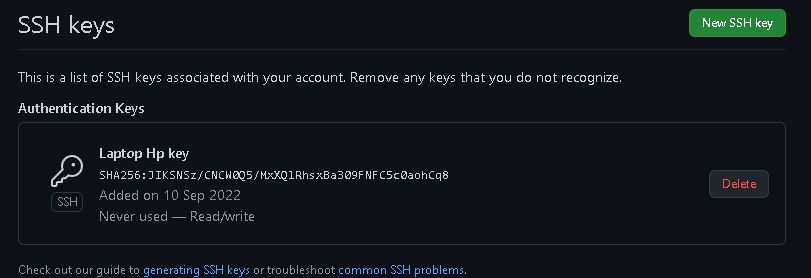 SSH keys
New SSH key
This is a list of SSH keys associated with your account. Remove any keys that you do not recognize.
Authentication Keys
Laptop Hp key
SHA256:JIKSNSz/CNCW0Q5/MxXQlRhsxBa309FNFC5c0aohCq8
Added on 10 Sep 2022
Never used — Read/write
SSH
Delete
Check out our guide to generating SSH keys or troubleshoot common SSH problems.